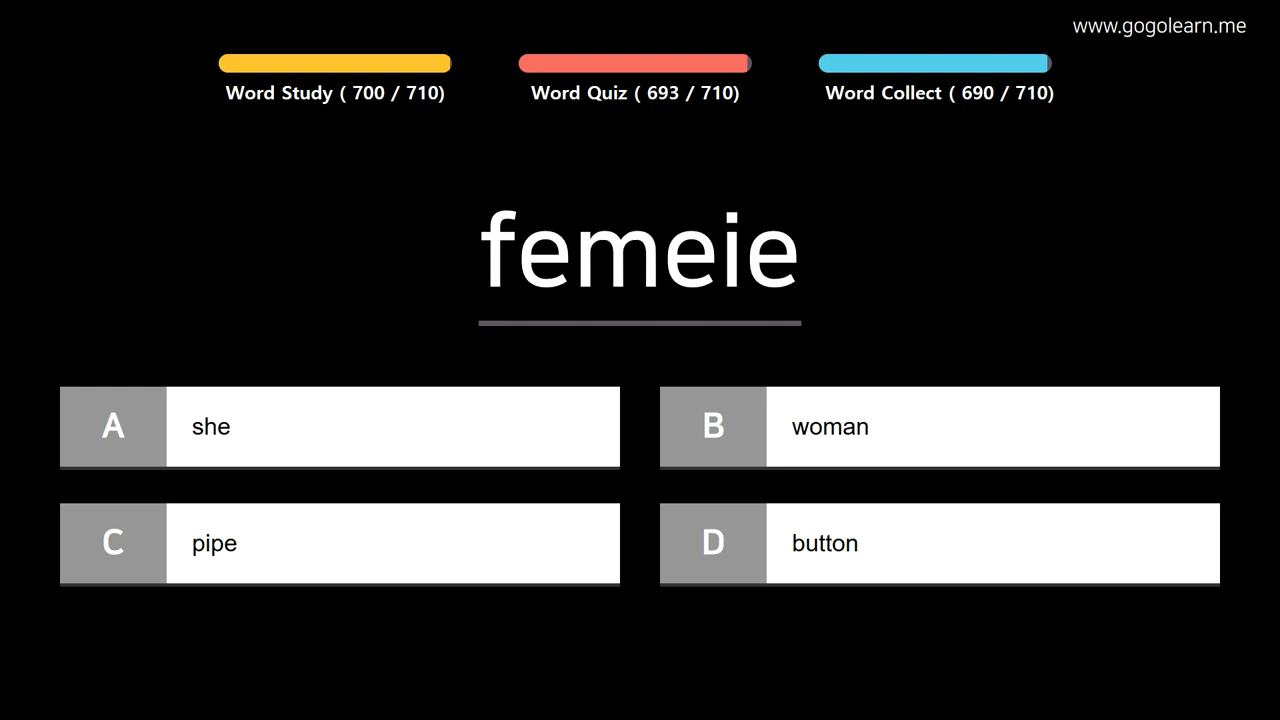 www.gogolearn.me
Word Study ( 700 / 710)
Word Quiz ( 693 / 710)
Word Collect ( 690 / 710)
femeie
A she
B woman
C pipe
D button